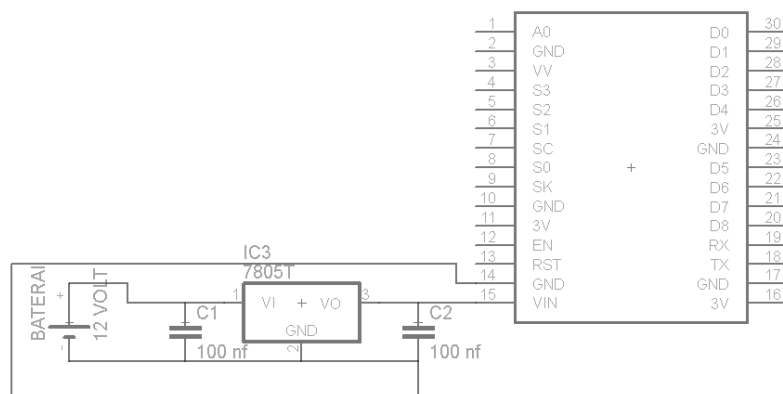 1 A0 D0 30
2 GND D1 29
3 VV D2 28
4 S3 D3 27
5 S2 D4 26
6 S1 3V 25
7 SC GND 24
8 S0 D5 23
9 SK D6 22
10 GND D7 21
11 3V D8 20
12 EN RX 19
13 RST TX 18
14 GND GND 17
15 VIN 3V 16
IC3
7805T
1 VI + VO 3
GND
2
BATERAI
+
-
12 VOLT
C1
100 nf
C2
100 nf